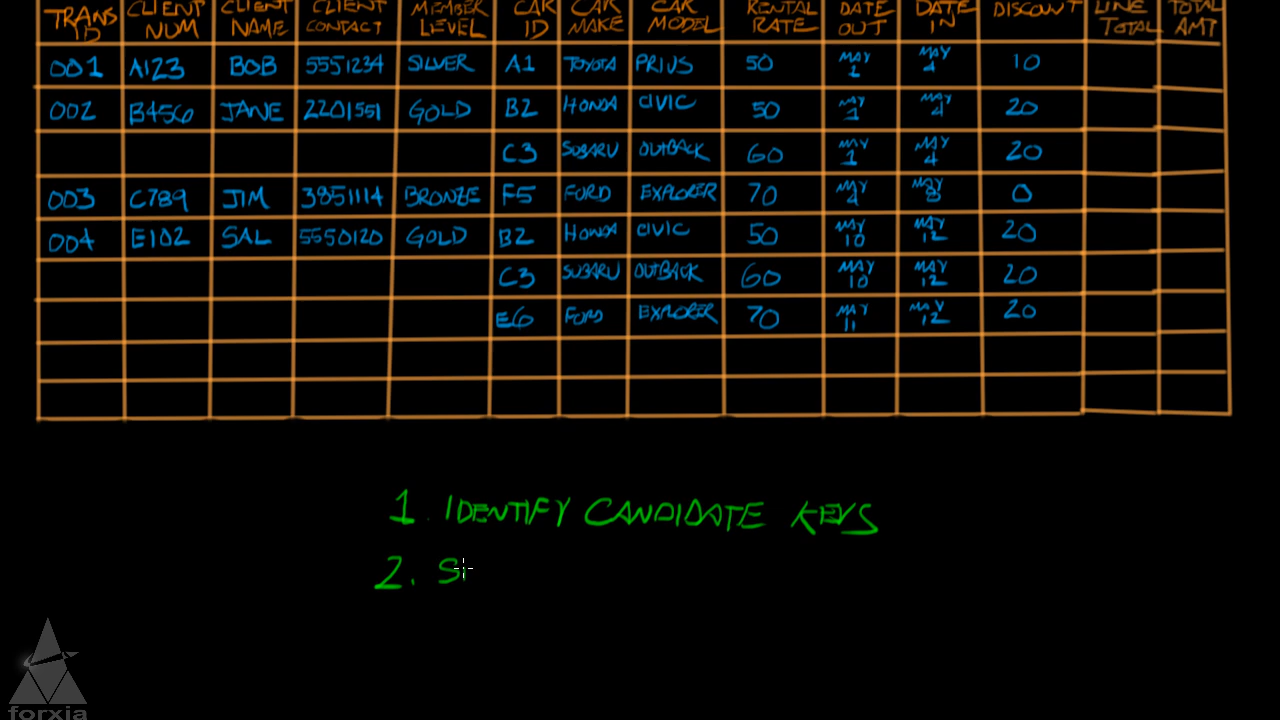 TRANS ID CLIENT NUM CLIENT NAME CLIENT CONTACT MEMBER LEVEL CAR ID CAR MAKE CAR MODEL RENTAL RATE DATE OUT DATE IN DISCOUNT LINE TOTAL TOTAL AMT
001 A123 BOB 5551234 SILVER A1 TOYOTA PRIUS 50 MAY 1 MAY 4 10
002 B456 JANE 2201551 GOLD B2 HONDA CIVIC 50 MAY 1 MAY 4 20
C3 SUBARU OUTBACK 60 MAY 1 MAY 4 20
003 C789 JIM 3851114 BRONZE F5 FORD EXPLORER 70 MAY 4 MAY 8 0
004 E102 SAL 5550120 GOLD B2 HONDA CIVIC 50 MAY 10 MAY 12 20
C3 SUBARU OUTBACK 60 MAY 10 MAY 12 20
E6 FORD EXPLORER 70 MAY 11 MAY 12 20
1. IDENTIFY CANDIDATE KEYS
2. S
forxia